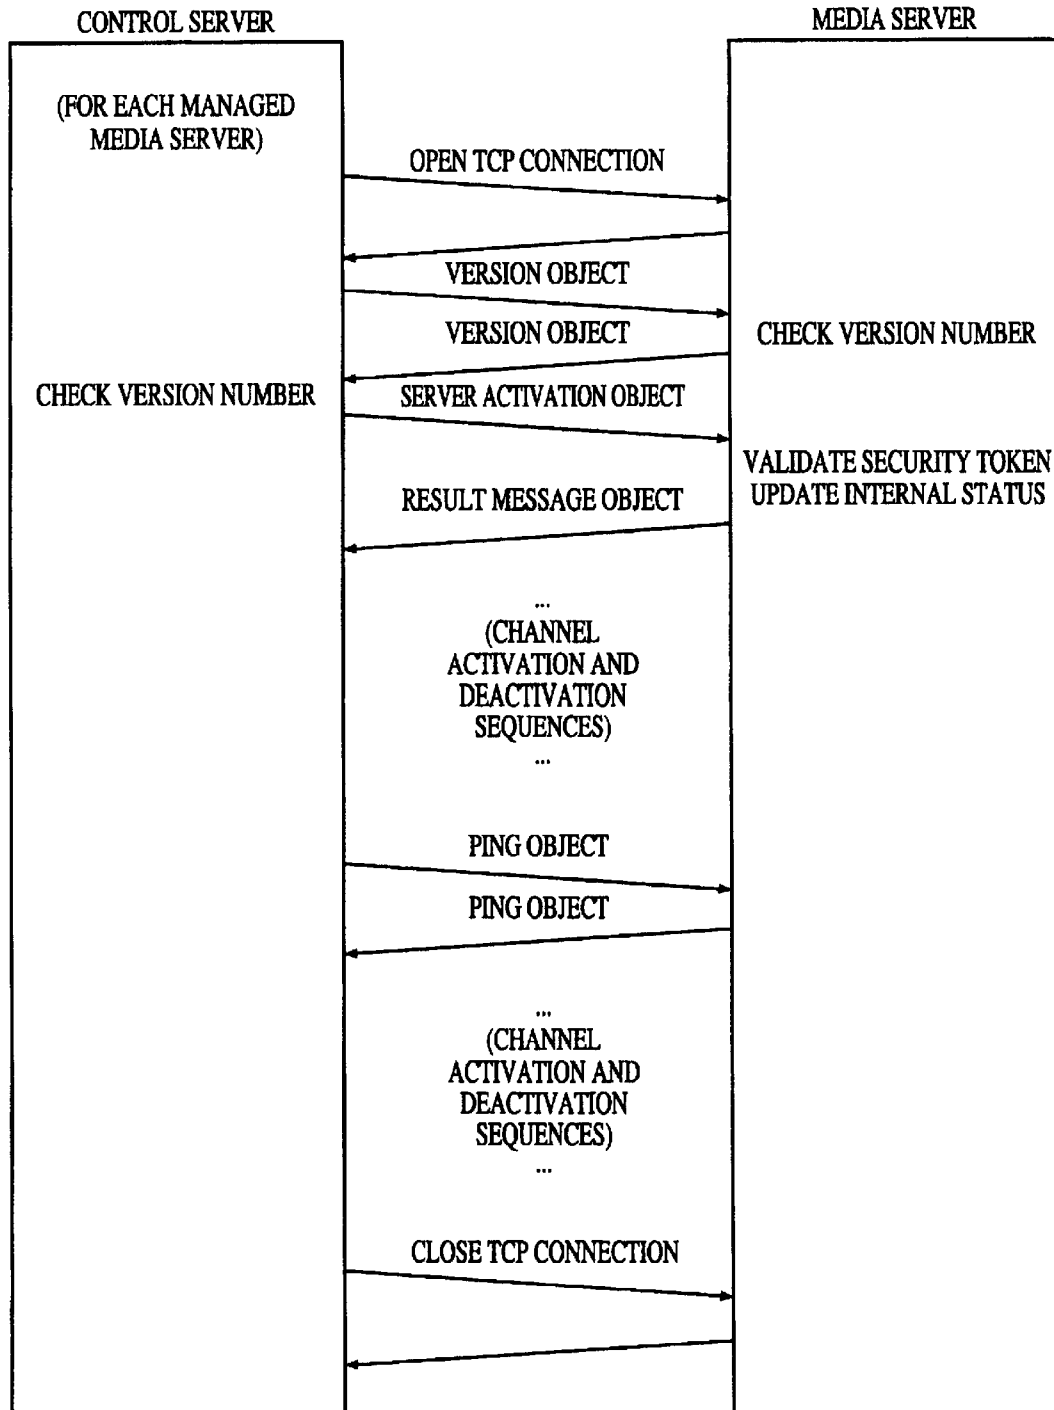 CONTROL SERVER
MEDIA SERVER
(FOR EACH MANAGED
MEDIA SERVER)
OPEN TCP CONNECTION
VERSION OBJECT
VERSION OBJECT
CHECK VERSION NUMBER
CHECK VERSION NUMBER
SERVER ACTIVATION OBJECT
VALIDATE SECURITY TOKEN
UPDATE INTERNAL STATUS
RESULT MESSAGE OBJECT
...
(CHANNEL
ACTIVATION AND
DEACTIVATION
SEQUENCES)
...
PING OBJECT
PING OBJECT
...
(CHANNEL
ACTIVATION AND
DEACTIVATION
SEQUENCES)
...
CLOSE TCP CONNECTION